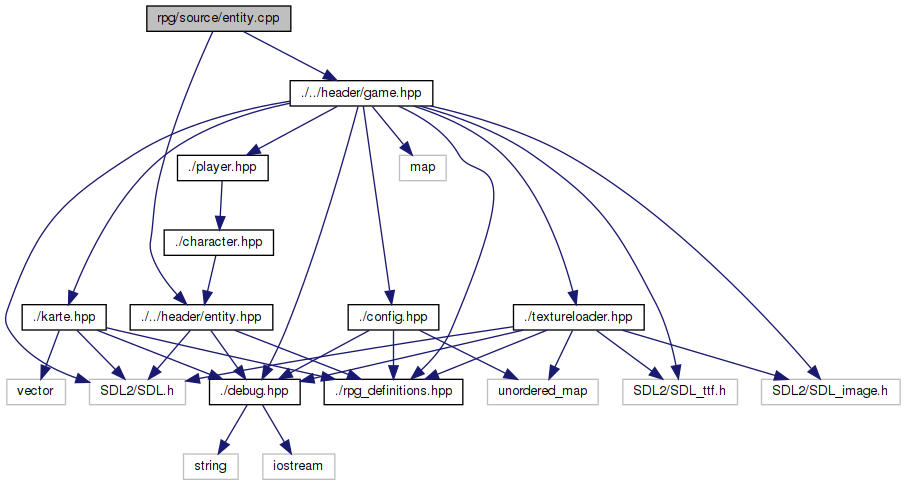 rpg/source/entity.cpp
./../header/game.hpp
./player.hpp
map
./character.hpp
./karte.hpp
./../header/entity.hpp
./config.hpp
./textureloader.hpp
vector
SDL2/SDL.h
./debug.hpp
./rpg_definitions.hpp
unordered_map
SDL2/SDL_ttf.h
SDL2/SDL_image.h
string
iostream